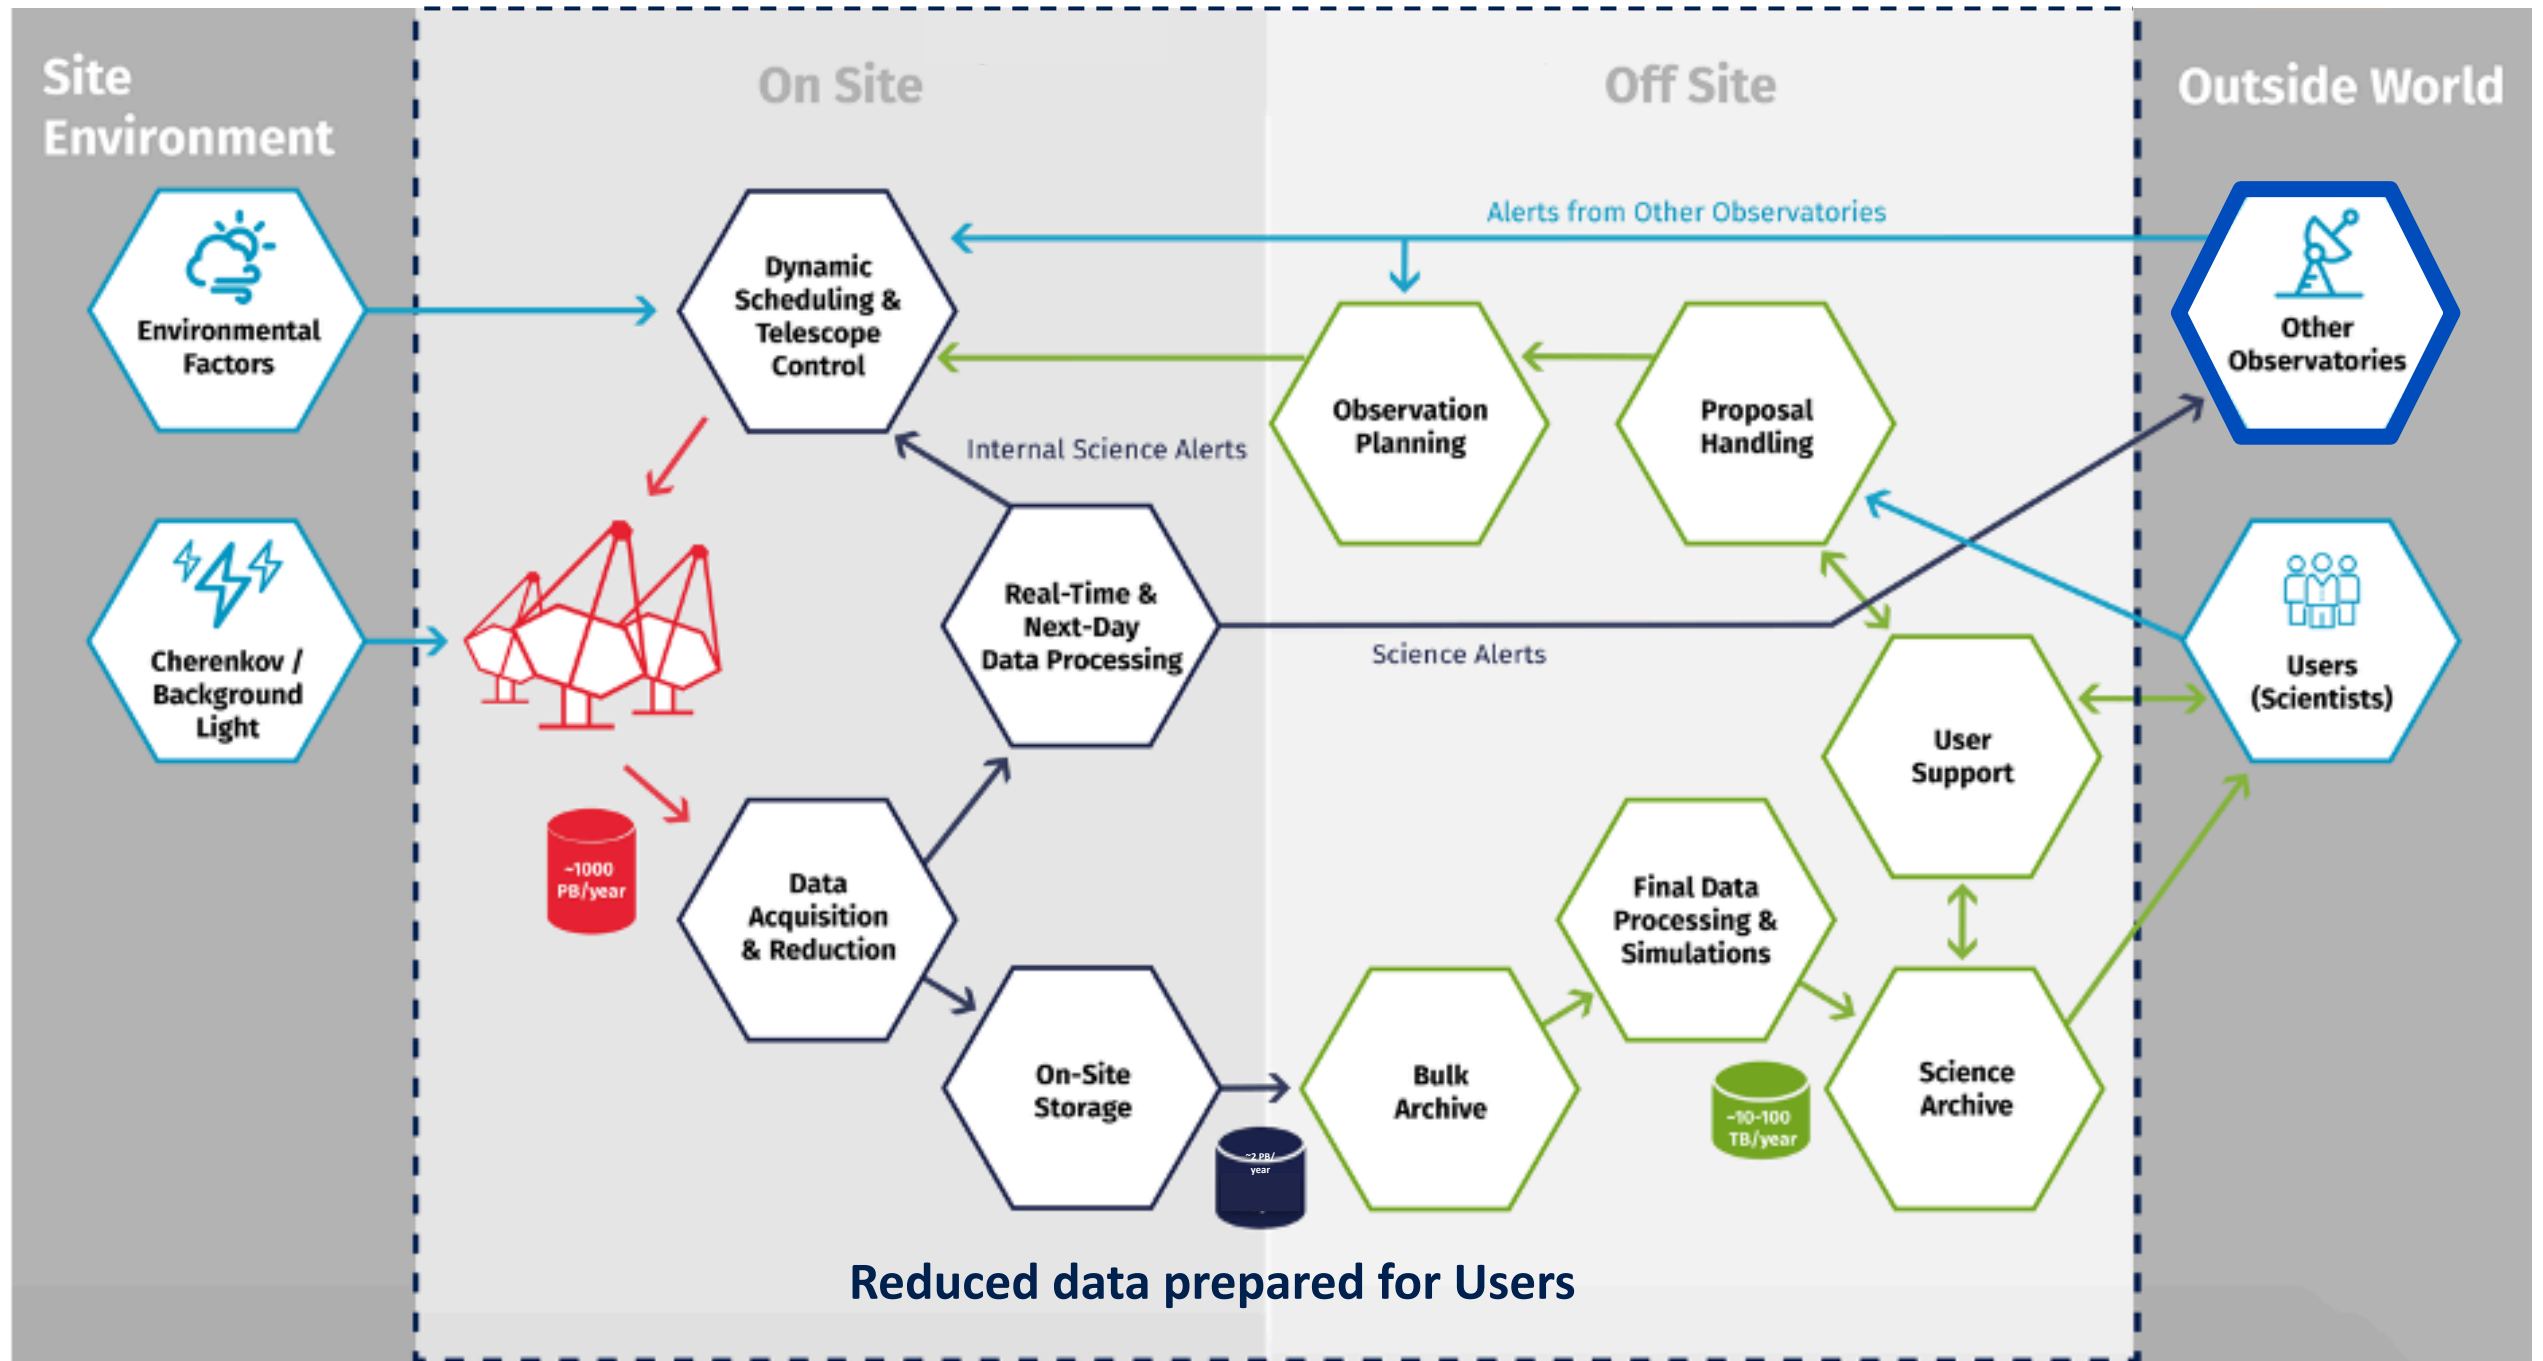 Site
Environment
On Site
Off Site
Outside World
Alerts from Other Observatories
Environmental
Factors
Dynamic
Scheduling &
Telescope
Control
Observation
Planning
Proposal
Handling
Other
Observatories
Internal Science Alerts
Cherenkov /
Background
Light
Real-Time &
Next-Day
Data Processing
Science Alerts
Users
(Scientists)
User
Support
~1000
PB/year
Data
Acquisition
& Reduction
Final Data
Processing &
Simulations
On-Site
Storage
Bulk
Archive
Science
Archive
~10-100
TB/year
~2 PB/
year
Reduced data prepared for Users